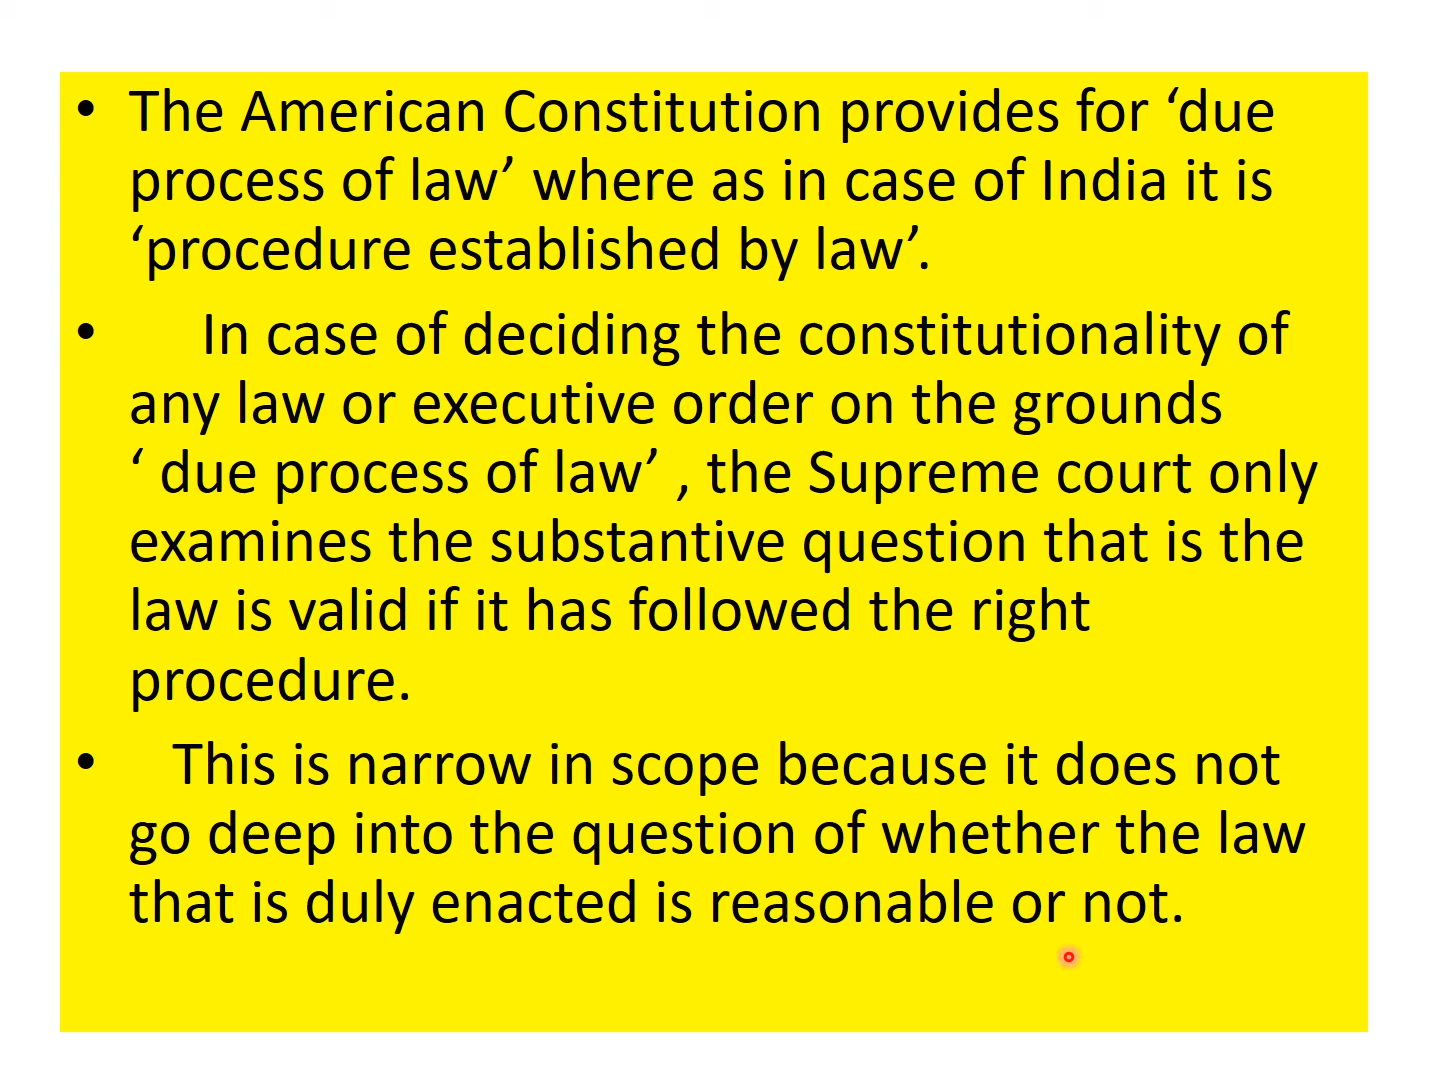 • The American Constitution provides for ‘due
process of law’ where as in case of India it is
‘procedure established by law’.
• In case of deciding the constitutionality of
any law or executive order on the grounds
‘ due process of law’ , the Supreme court only
examines the substantive question that is the
law is valid if it has followed the right
procedure.
• This is narrow in scope because it does not
go deep into the question of whether the law
that is duly enacted is reasonable or not.